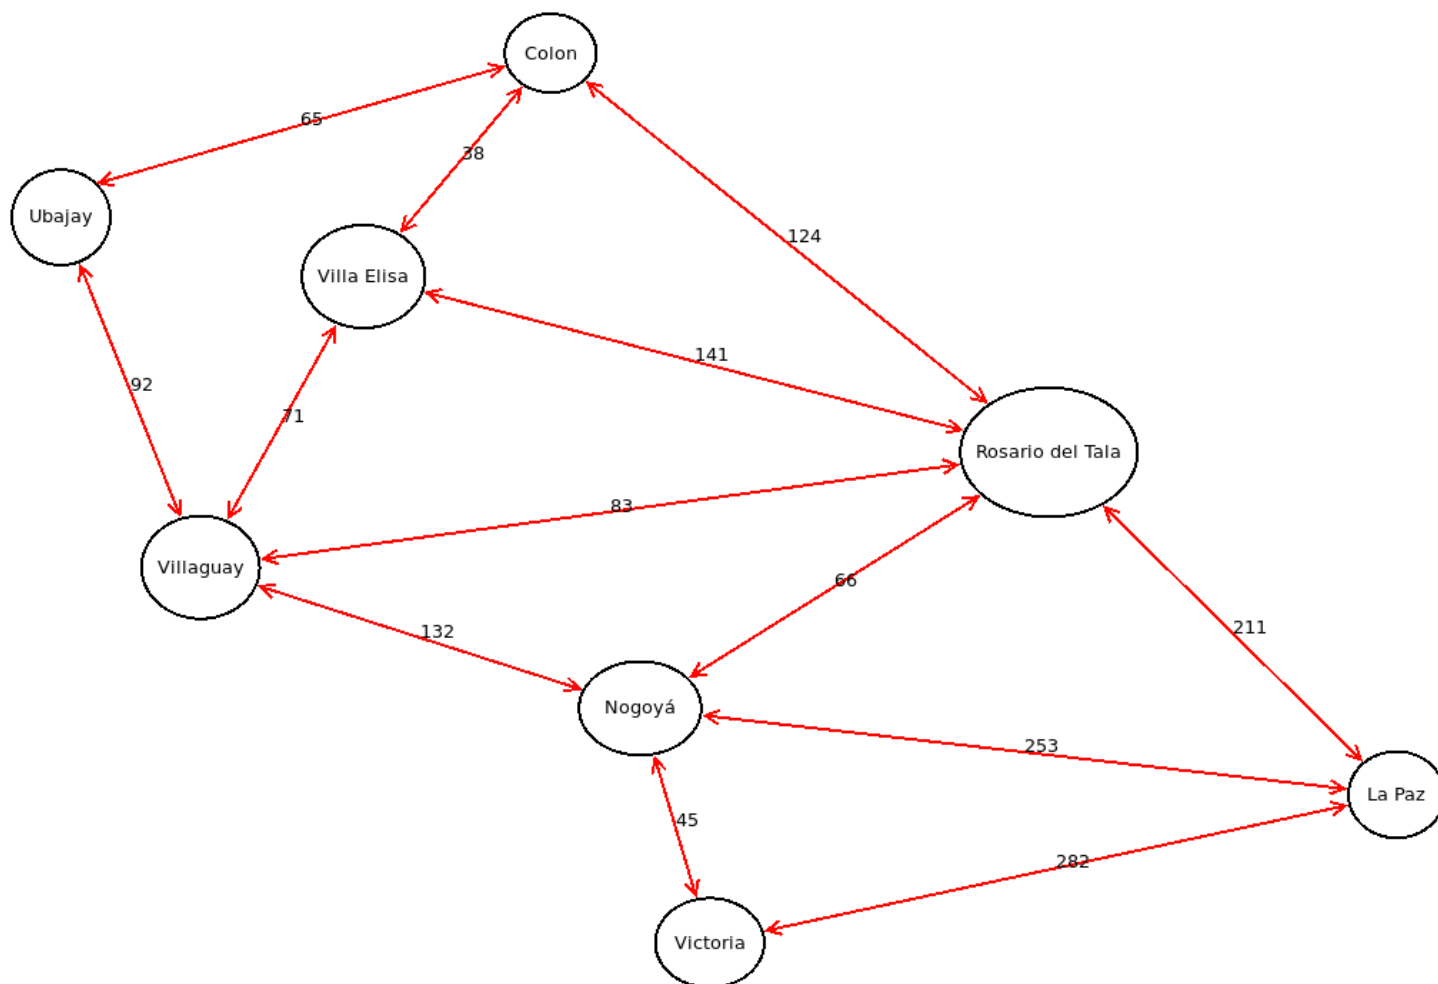 Colon
65
38
Ubajay
124
Villa Elisa
141
92
71
Rosario del Tala
83
Villaguay
66
132
211
Nogoyá
253
La Paz
45
282
Victoria